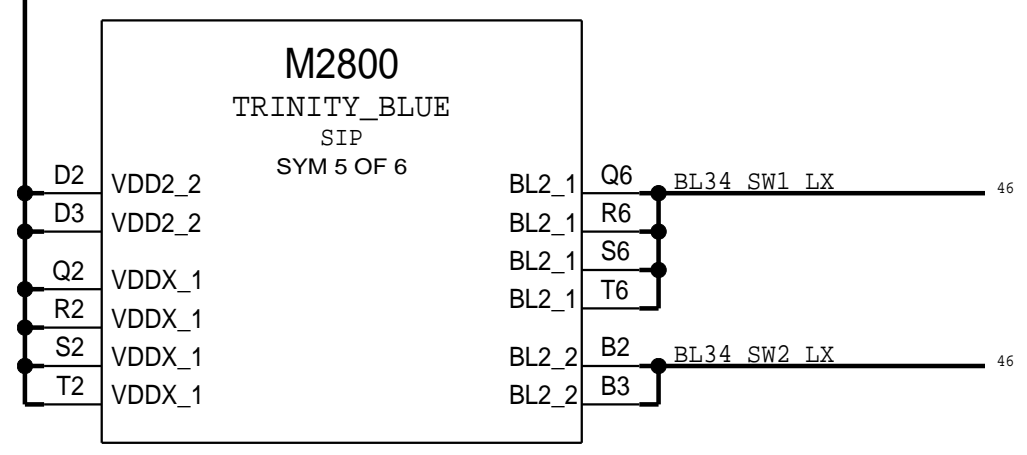 M2800
TRINITY_BLUE
SIP
SYM 5 OF 6
D2 VDD2_2 BL2_1 Q6 BL34_SW1_LX 46
D3 VDD2_2 BL2_1 R6
Q2 VDDX_1 BL2_1 S6
R2 VDDX_1 BL2_1 T6
S2 VDDX_1 BL2_2 B2 BL34_SW2_LX 46
T2 VDDX_1 BL2_2 B3